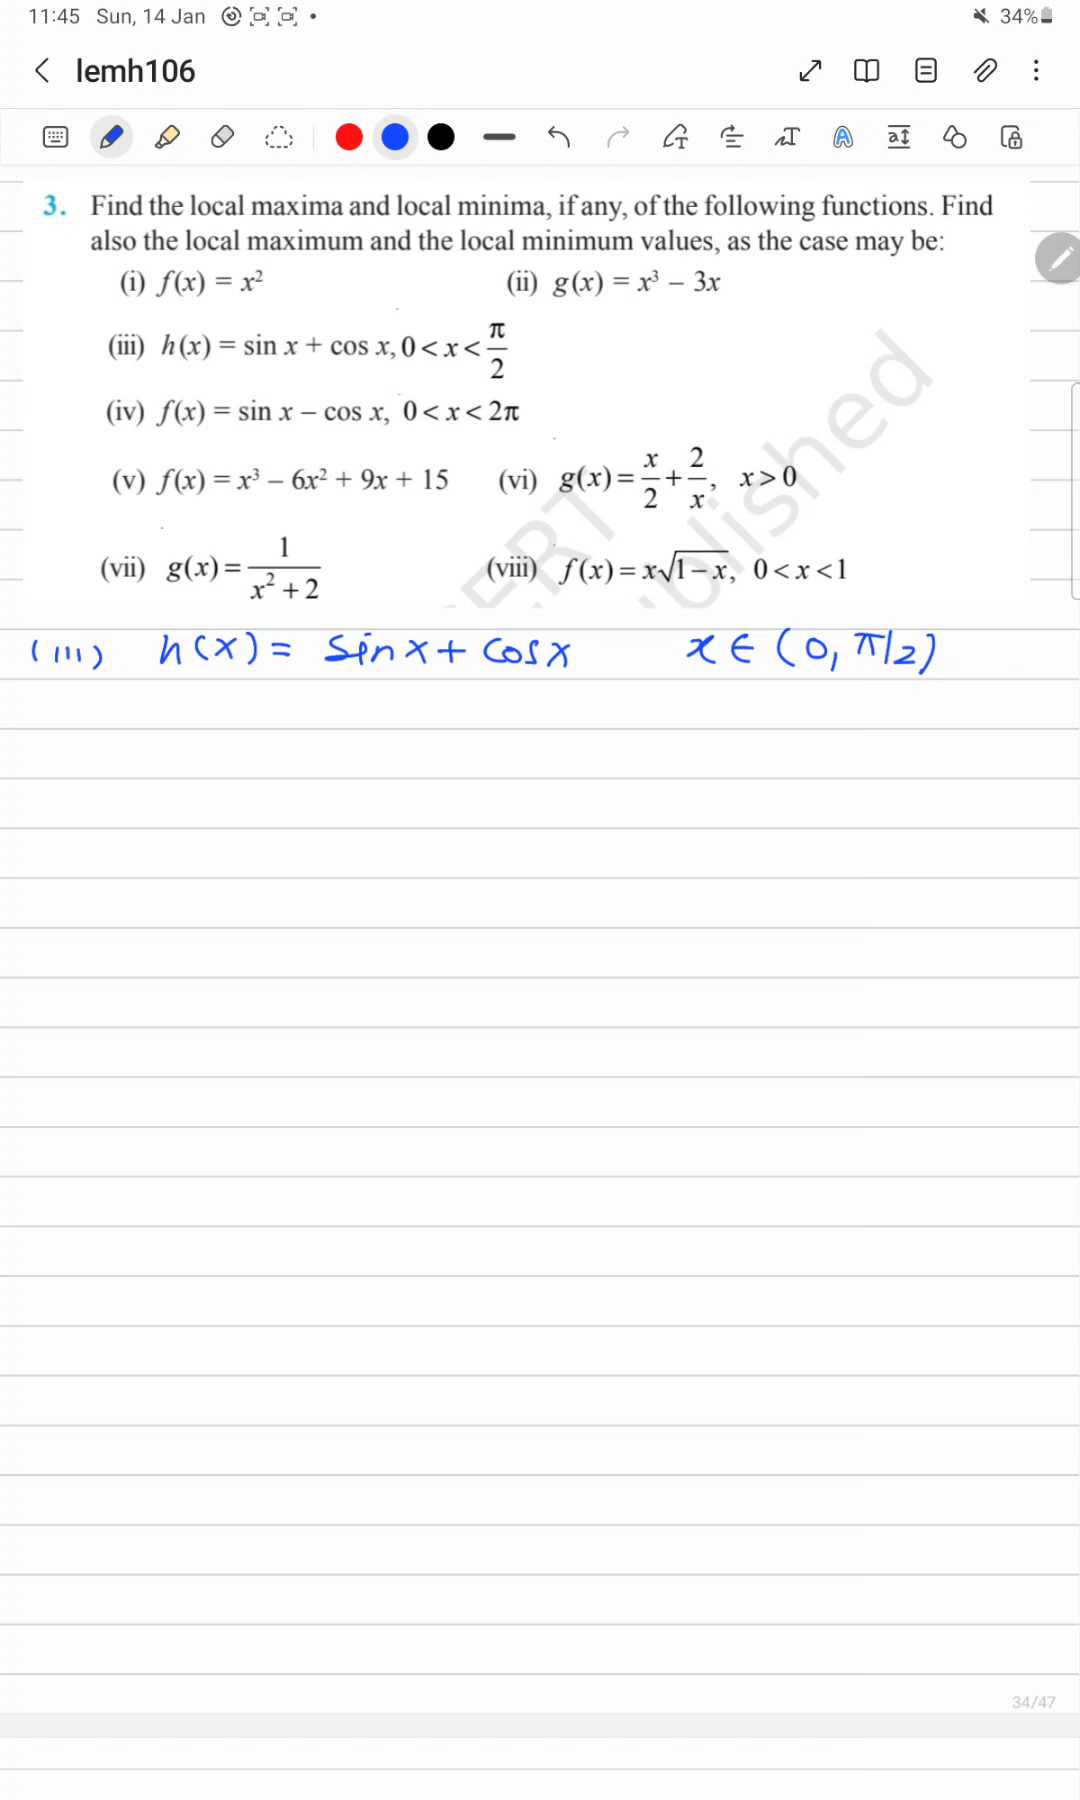 11:45 Sun, 14 Jan 34%
lemh106
3. Find the local maxima and local minima, if any, of the following functions. Find
also the local maximum and the local minimum values, as the case may be:
(i) f(x) = x² (ii) g(x) = x³ – 3x
(iii) h(x) = sin x + cos x, 0 < x < π/2
(iv) f(x) = sin x – cos x, 0 < x < 2π
(v) f(x) = x³ – 6x² + 9x + 15 (vi) g(x) = x/2 + 2/x, x > 0
(vii) g(x) = 1/(x² + 2) (viii) f(x) = x√(1 – x), 0 < x < 1
(iii) h(x) = sin x + cos x x ∈ (0, π/2)
34/47